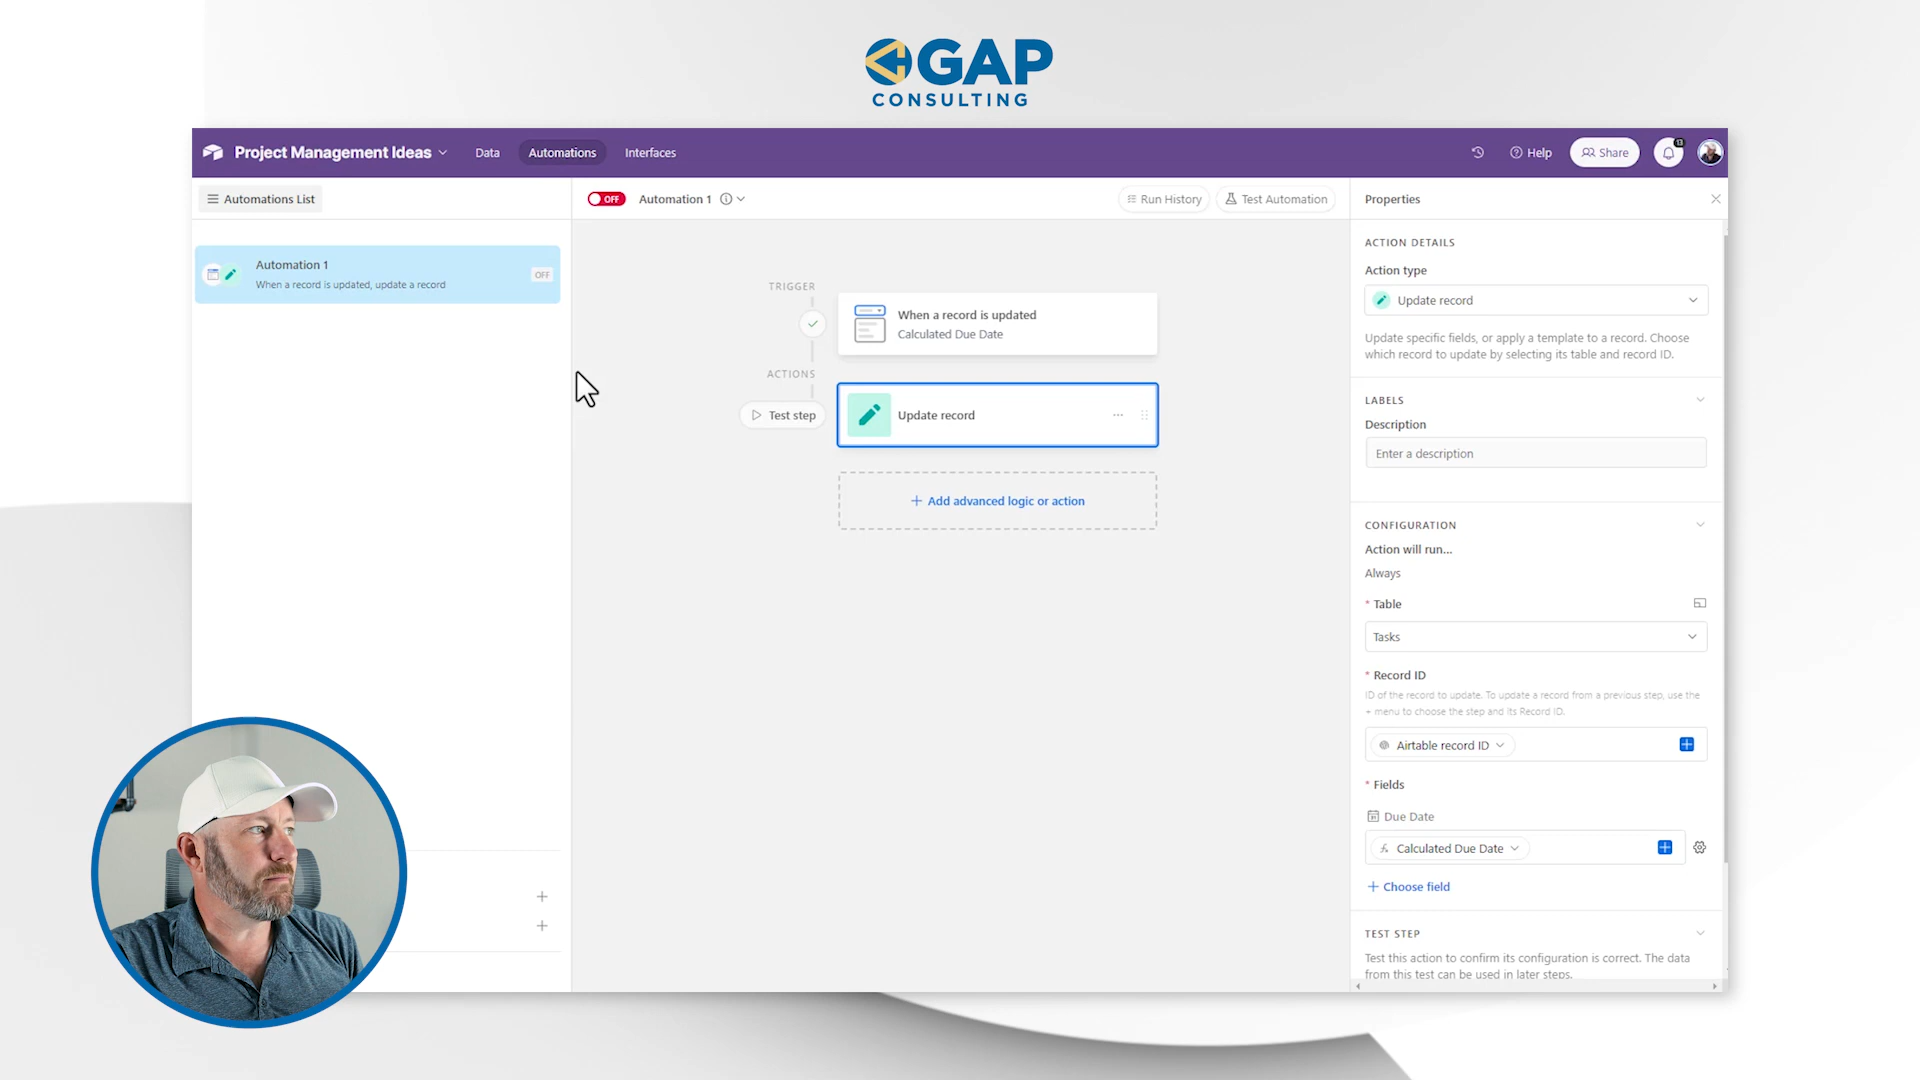 GAP
CONSULTING
Project Management Ideas
Data
Automations
Interfaces
Help
Share
13
Automations List
OFF
Automation 1
Run History
Test Automation
Properties
Automation 1
When a record is updated, update a record
OFF
TRIGGER
When a record is updated
Calculated Due Date
ACTIONS
Test step
Update record
+ Add advanced logic or action
ACTION DETAILS
Action type
Update record
Update specific fields, or apply a template to a record. Choose
which record to update by selecting its table and record ID.
LABELS
Description
Enter a description
CONFIGURATION
Action will run...
Always
* Table
Tasks
* Record ID
ID of the record to update. To update a record from a previous step, use the
+ menu to choose the step and its Record ID.
Airtable record ID
* Fields
Due Date
Calculated Due Date
+ Choose field
TEST STEP
Test this action to confirm its configuration is correct. The data
from this test can be used in later steps.